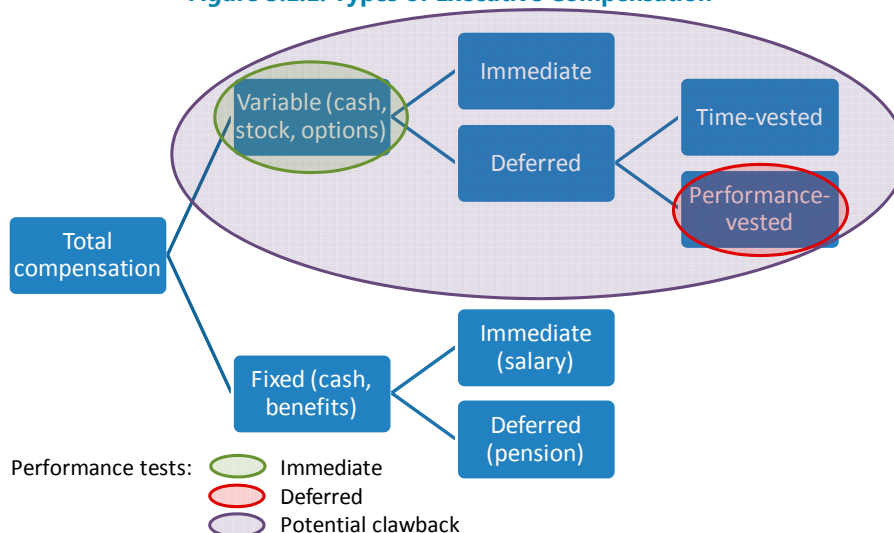 Immediate
Variable (cash,
stock, options)
Time-vested
Deferred
Performance-
vested
Total
compensation
Immediate
(salary)
Fixed (cash,
benefits)
Deferred
(pension)
Performance tests:
Immediate
Deferred
Potential clawback